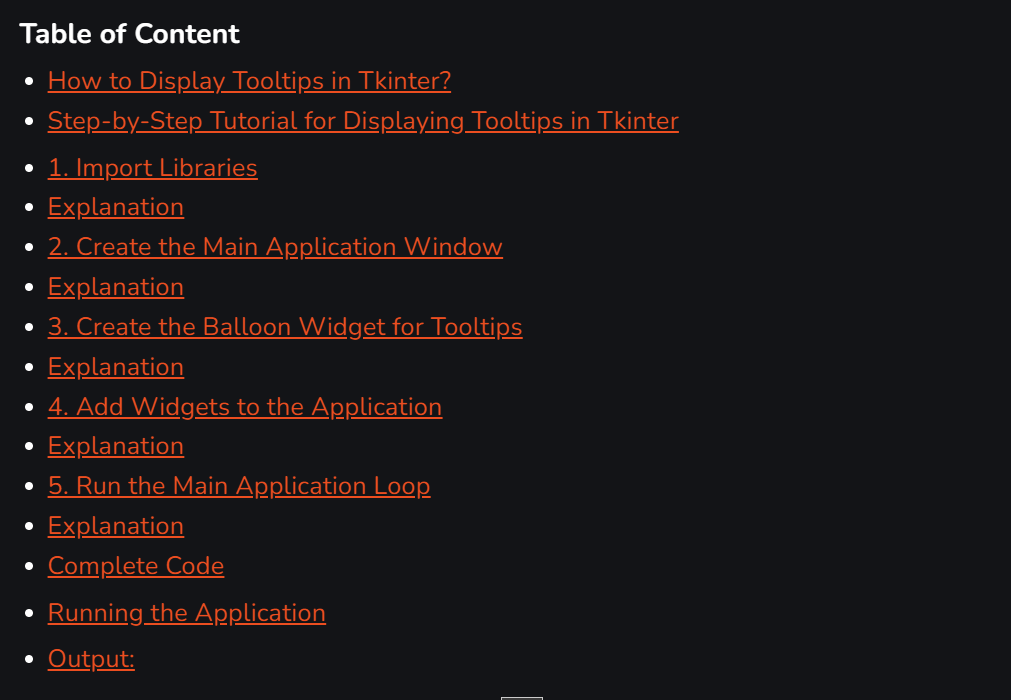 Table of Content
How to Display Tooltips in Tkinter?
Step-by-Step Tutorial for Displaying Tooltips in Tkinter
1. Import Libraries
Explanation
2. Create the Main Application Window
Explanation
3. Create the Balloon Widget for Tooltips
Explanation
4. Add Widgets to the Application
Explanation
5. Run the Main Application Loop
Explanation
Complete Code
Running the Application
Output: